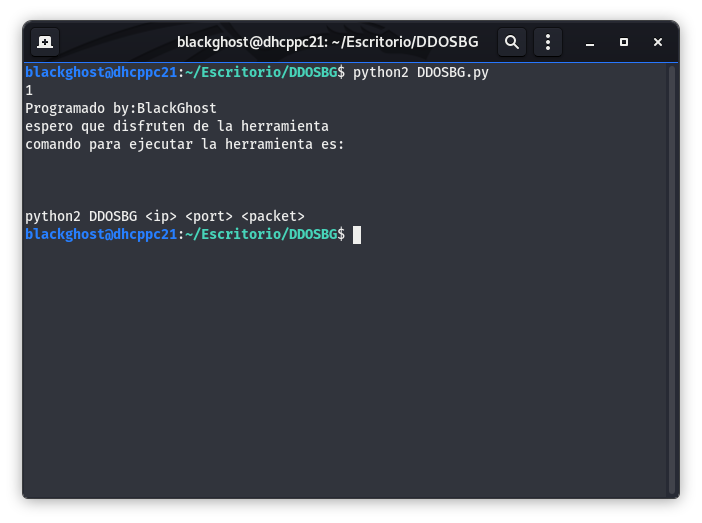 blackghost@dhcppc21: ~/Escritorio/DDOSBG
blackghost@dhcppc21:~/Escritorio/DDOSBG$ python2 DDOSBG.py
1
Programado by:BlackGhost
espero que disfruten de la herramienta
comando para ejecutar la herramienta es:
python2 DDOSBG <ip> <port> <packet>
blackghost@dhcppc21:~/Escritorio/DDOSBG$